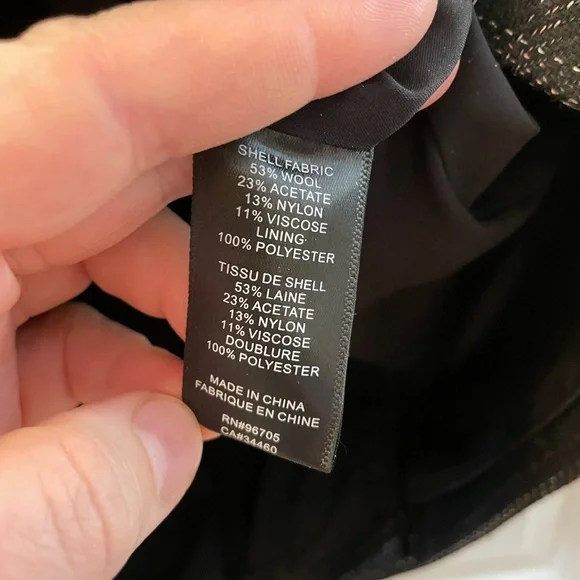 SHELL FABRIC
53% WOOL
23% ACETATE
13% NYLON
11% VISCOSE
LINING
100% POLYESTER
TISSU DE SHELL
53% LAINE
23% ACETATE
13% NYLON
11% VISCOSE
DOUBLURE
100% POLYESTER
MADE IN CHINA
FABRIQUE EN CHINE
RN#96705
CA#34460